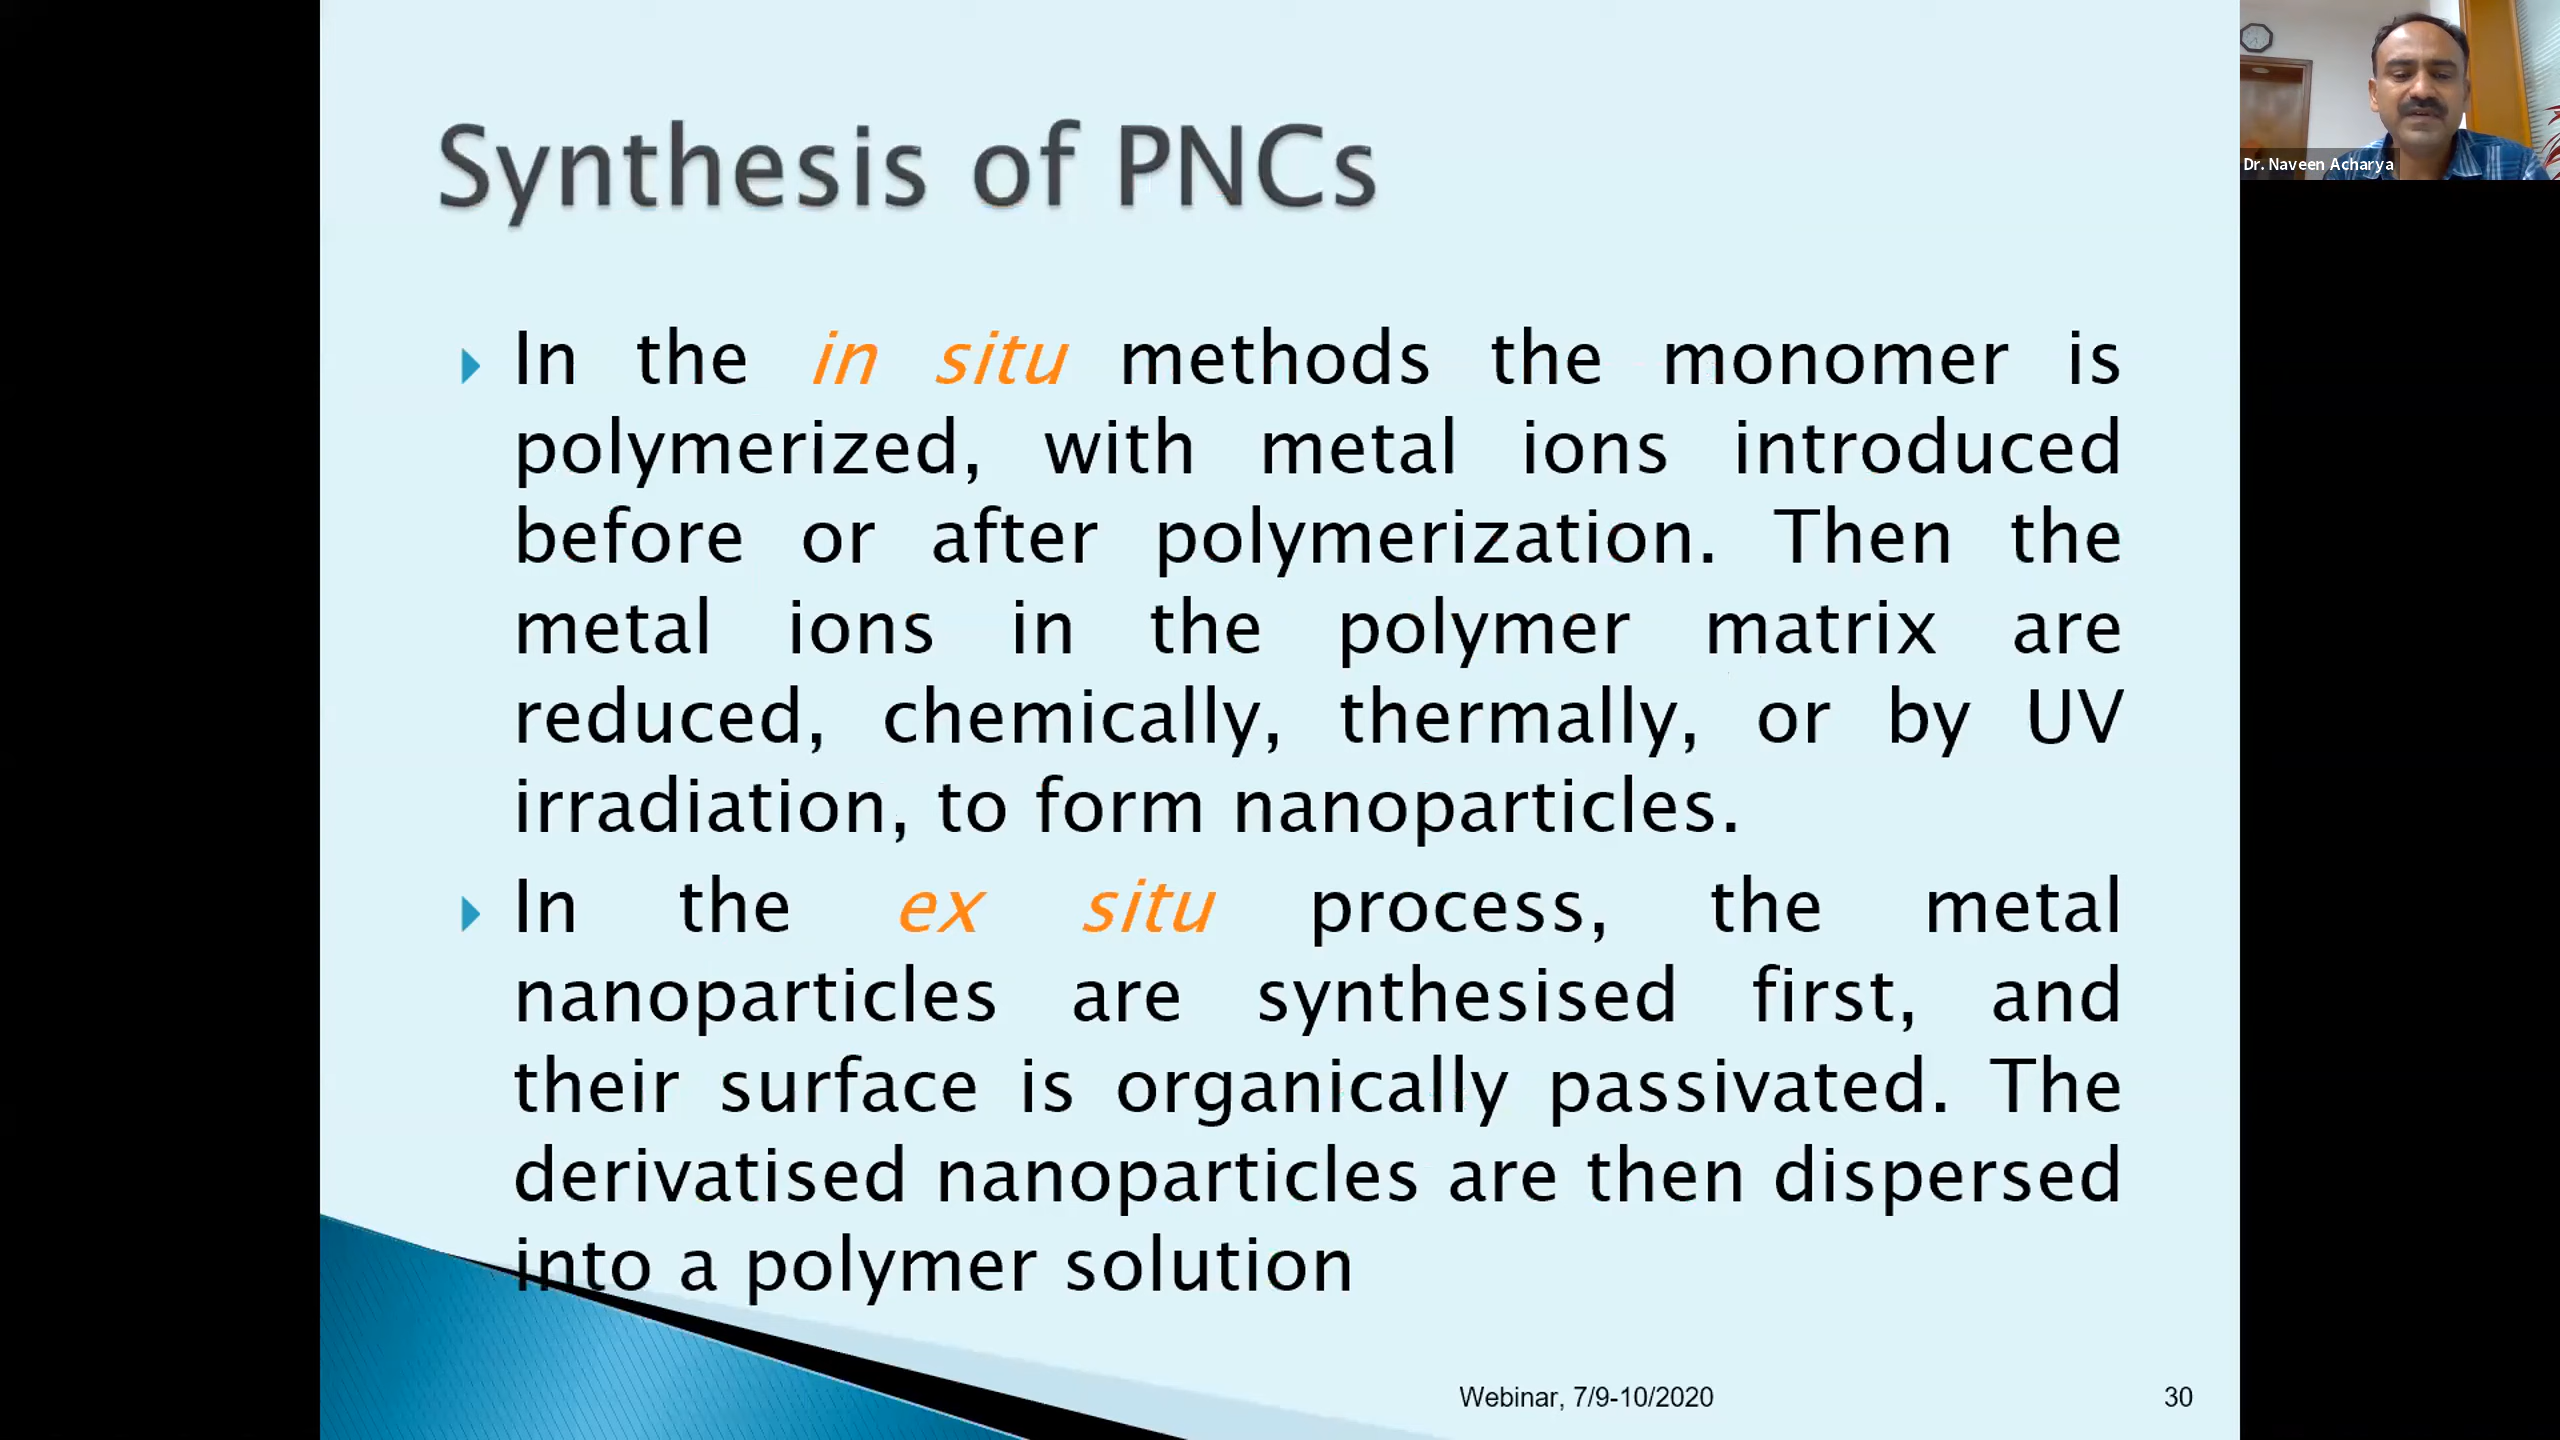 Synthesis of PNCs
In the in situ methods the monomer is
polymerized, with metal ions introduced
before or after polymerization. Then the
metal ions in the polymer matrix are
reduced, chemically, thermally, or by UV
irradiation, to form nanoparticles.
In the ex situ process, the metal
nanoparticles are synthesised first, and
their surface is organically passivated. The
derivatised nanoparticles are then dispersed
into a polymer solution
Webinar, 7/9-10/2020
30
Dr. Naveen Acharya